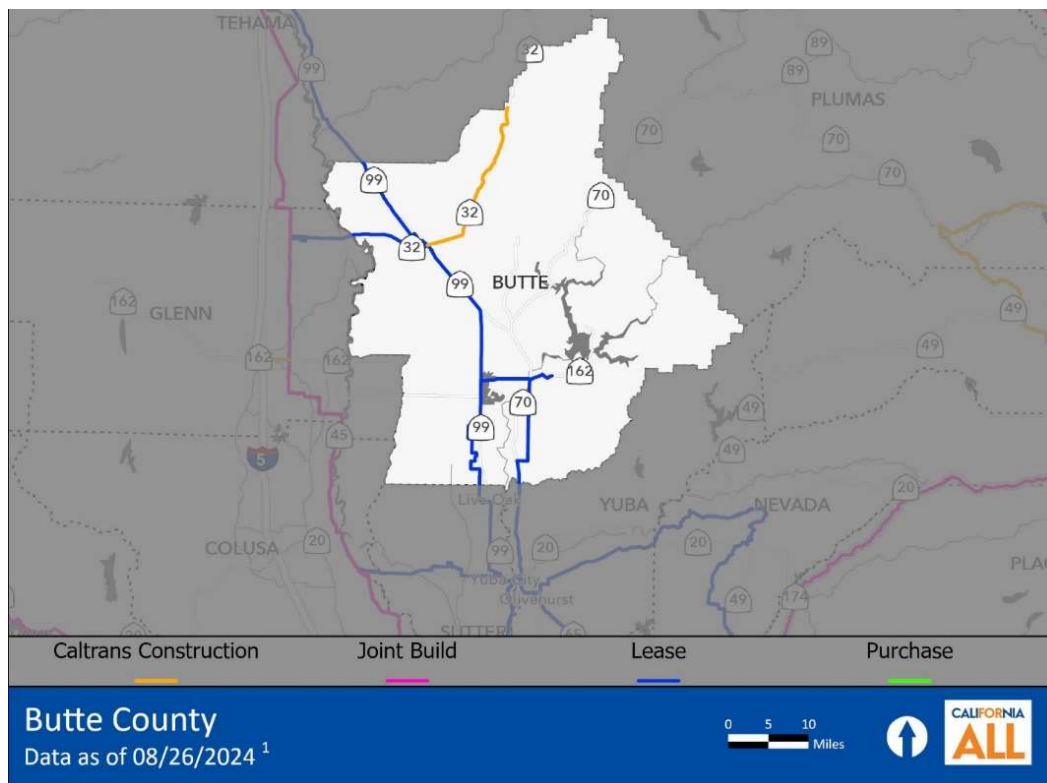 TEHAMA
32
89
99
89
PLUMAS
70
70
70
99
70
32
32
99
BUTTE
49
162
GLENN
162
162
162
49
70
49
99
45
49
5
Live Oak
YUBA
NEVADA
20
COLUSA
20
99
20
20
Yuba City
Olivehurst
PLAC
49
174
20
SUTTER
65
Caltrans Construction
Joint Build
Lease
Purchase
Butte County
Data as of 08/26/2024 1
0 5 10
Miles
CALIFORNIA
ALL